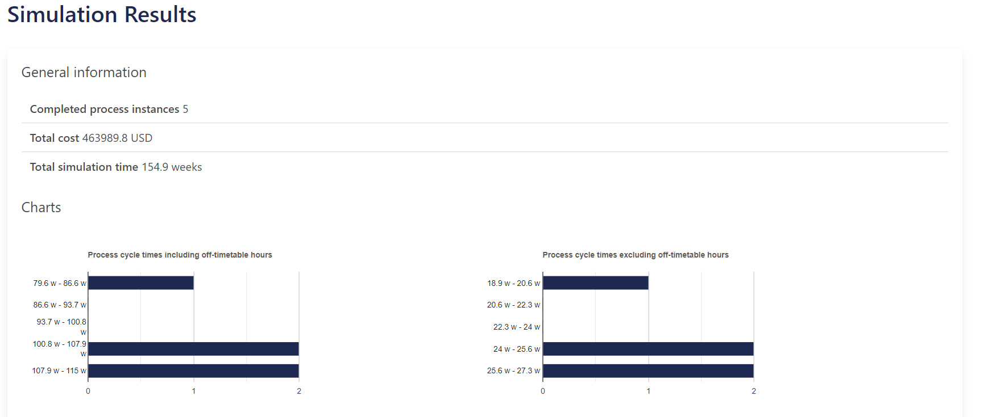 Simulation Results
General information
Completed process instances 5
Total cost 463989.8 USD
Total simulation time 154.9 weeks
Charts
Process cycle times including off-timetable hours
79.6 w - 86.6 w
86.6 w - 93.7 w
93.7 w - 100.8
w
100.8 w - 107.9
w
107.9 w - 115 w
0 1 2
Process cycle times excluding off-timetable hours
18.9 w - 20.6 w
20.6 w - 22.3 w
22.3 w - 24 w
24 w - 25.6 w
25.6 w - 27.3 w
0 1 2